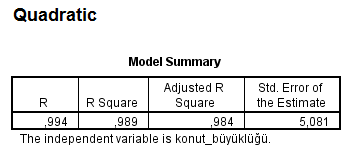 Quadratic
Model Summary
R R Square Adjusted R Square Std. Error of the Estimate
,994 ,989 ,984 5,081
The independent variable is konut_büyüklüğü.